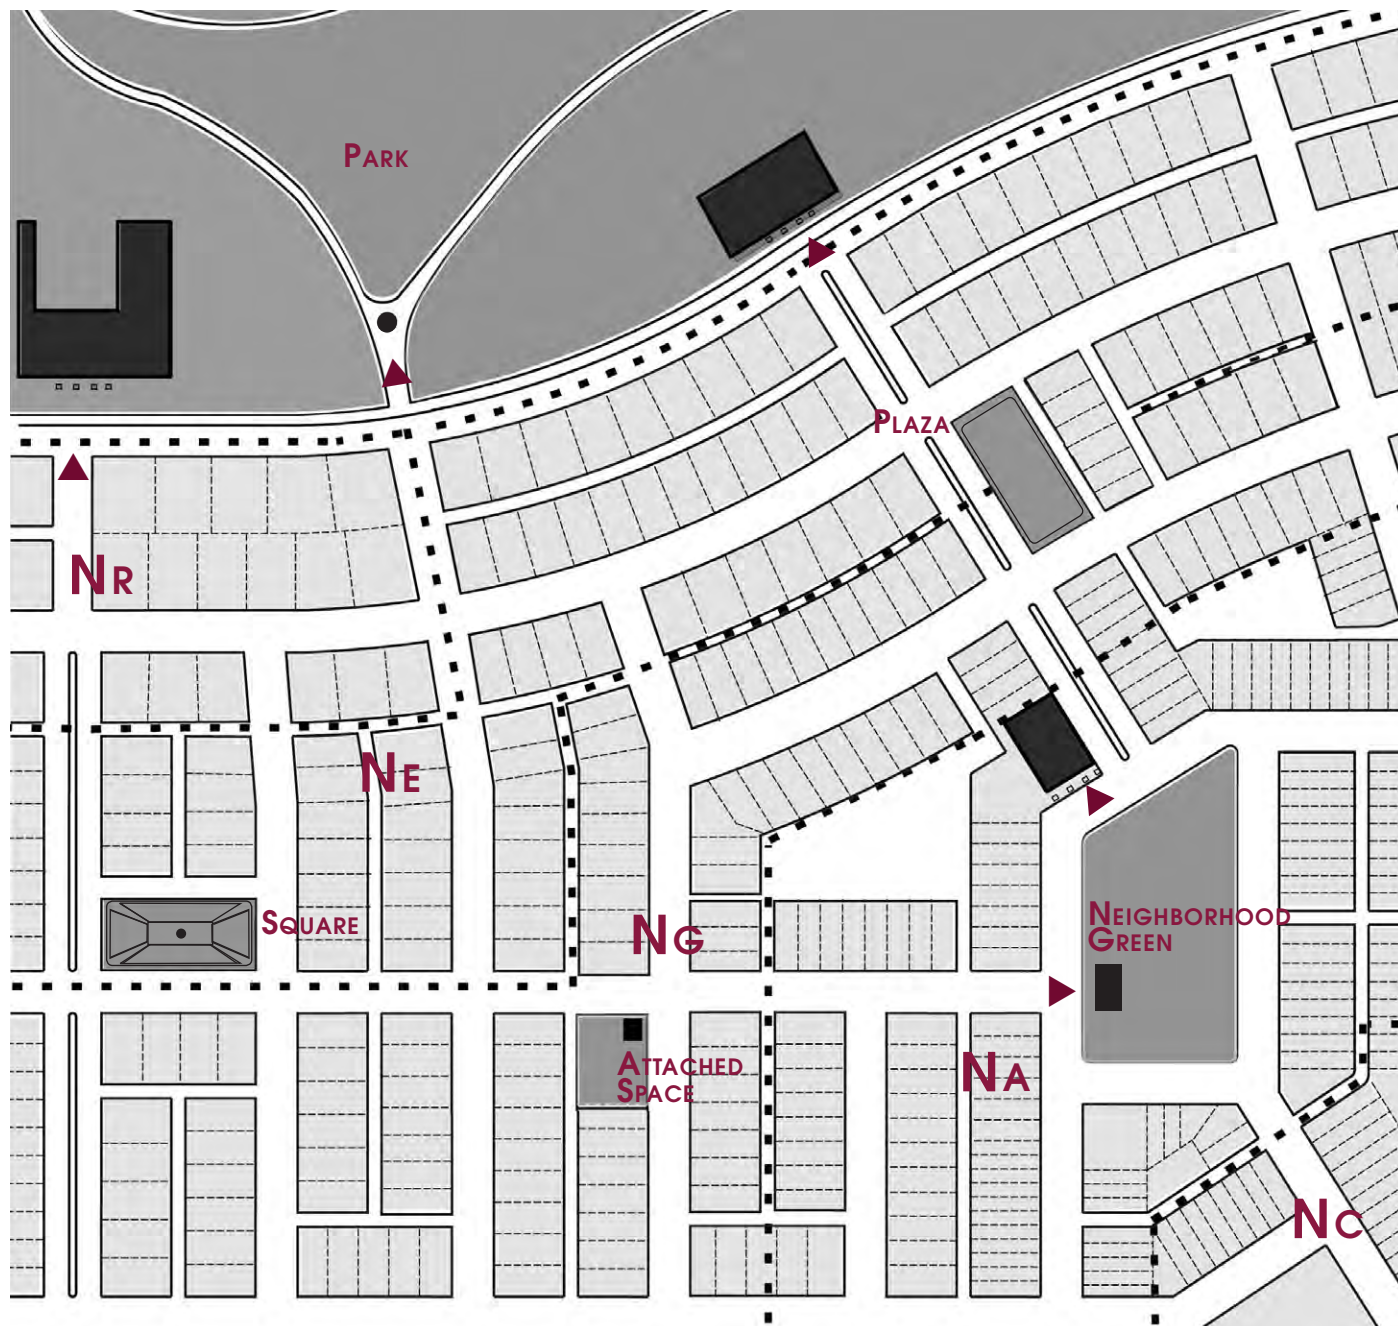 PARK
PLAZA
NR
NE
SQUARE
NG
NEIGHBORHOOD
GREEN
ATTACHED
SPACE
NA
NC